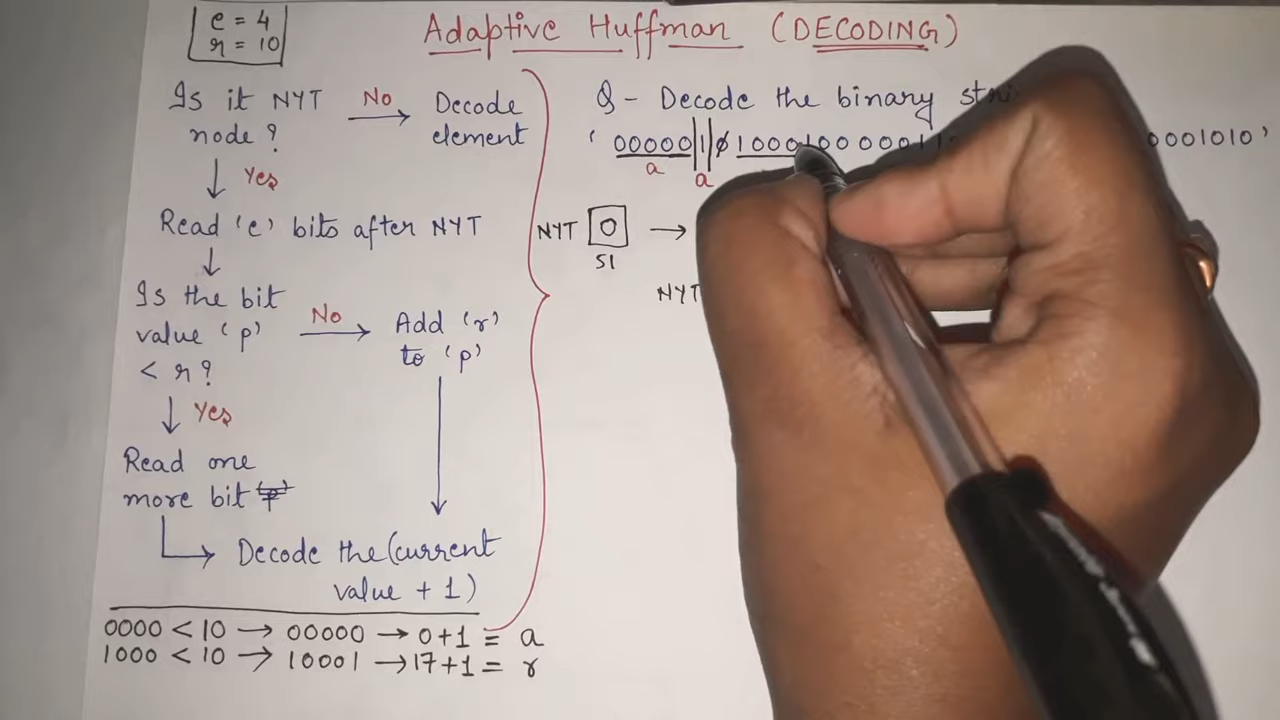 e = 4
r = 10
Adaptive Huffman (DECODING)
Is it NYT node?
No
Decode element
Yes
Read 'e' bits after NYT
Is the bit value 'p' < r?
No
Add 'r' to 'p'
Yes
Read one more bit
Decode the (current value + 1)
0000 < 10 → 00000 → 0+1 = a
1000 < 10 → 10001 → 17+1 = r
Q - Decode the binary
' 00000 1 0 1000100000
0001010 '
a
a
NYT 0 →
51
NYT